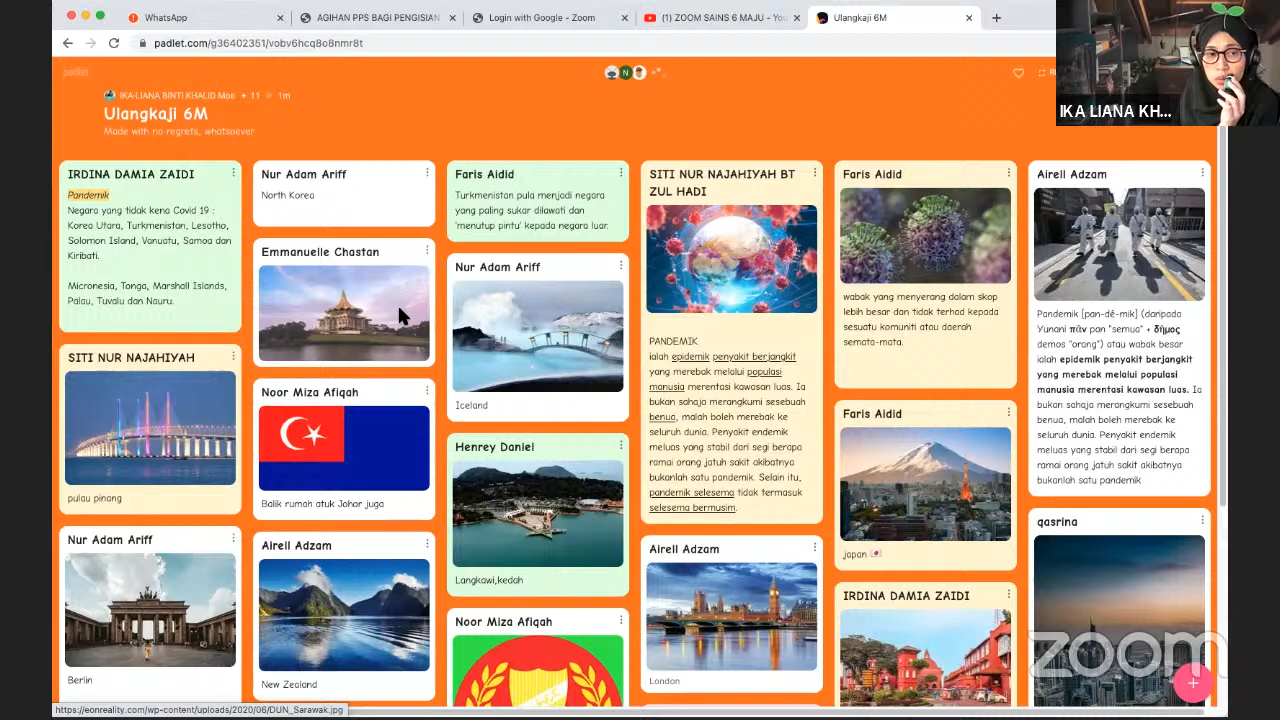 WhatsApp
AGIHAN PPS BAGI PENGISIAN
Login with Google - Zoom
(1) ZOOM SAINS 6 MAJU - You
Ulangkaji 6M
padlet.com/g36402351/vobv6hcq8o8nmr8t
padlet
N
IKA LIANA KH...
IKA-LIANA BINTI KHALID Moe + 11 1m
Ulangkaji 6M
Made with no regrets, whatsoever
IRDINA DAMIA ZAIDI
Pandemik
Negara yang tidak kena Covid 19 :
Korea Utara, Turkmenistan, Lesotho,
Solomon Island, Vanuatu, Samoa dan
Kiribati.
Micronesia, Tonga, Marshall Islands,
Palau, Tuvalu dan Nauru.
SITI NUR NAJAHIYAH
pulau pinang
Nur Adam Ariff
Berlin
Nur Adam Ariff
North Korea
Emmanuelle Chastan
Noor Miza Afiqah
Balik rumah atuk Johor juga
Airell Adzam
New Zealand
Faris Aidid
Turkmenistan pula menjadi negara
yang paling sukar dilawati dan
'menutup pintu' kepada negara luar.
Nur Adam Ariff
Iceland
Henrey Daniel
Langkawi,kedah
Noor Miza Afiqah
SITI NUR NAJAHIYAH BT
ZUL HADI
PANDEMIK
ialah epidemik penyakit berjangkit
yang merebak melalui populasi
manusia merentasi kawasan luas. Ia
bukan sahaja merangkumi sesebuah
benua, malah boleh merebak ke
seluruh dunia. Penyakit endemik
meluas yang stabil dari segi berapa
ramai orang jatuh sakit akibatnya
bukanlah satu pandemik. Selain itu,
pandemik selesema tidak termasuk
selesema bermusim.
Airell Adzam
London
Faris Aidid
wabak yang menyerang dalam skop
lebih besar dan tidak terhad kepada
sesuatu komuniti atau daerah
semata-mata.
Faris Aidid
japan
IRDINA DAMIA ZAIDI
Airell Adzam
Pandemik [pan-dé-mik] (daripada
Yunani πάν pan "semua" + δήμος
demos "orang") atau wabak besar
ialah epidemik penyakit berjangkit
yang merebak melalui populasi
manusia merentasi kawasan luas. Ia
bukan sahaja merangkumi sesebuah
benua, malah boleh merebak ke
seluruh dunia. Penyakit endemik
meluas yang stabil dari segi berapa
ramai orang jatuh sakit akibatnya
bukanlah satu pandemik
qasrina
zoom
https://eonreality.com/wp-content/uploads/2020/06/DUN_Sarawak.jpg